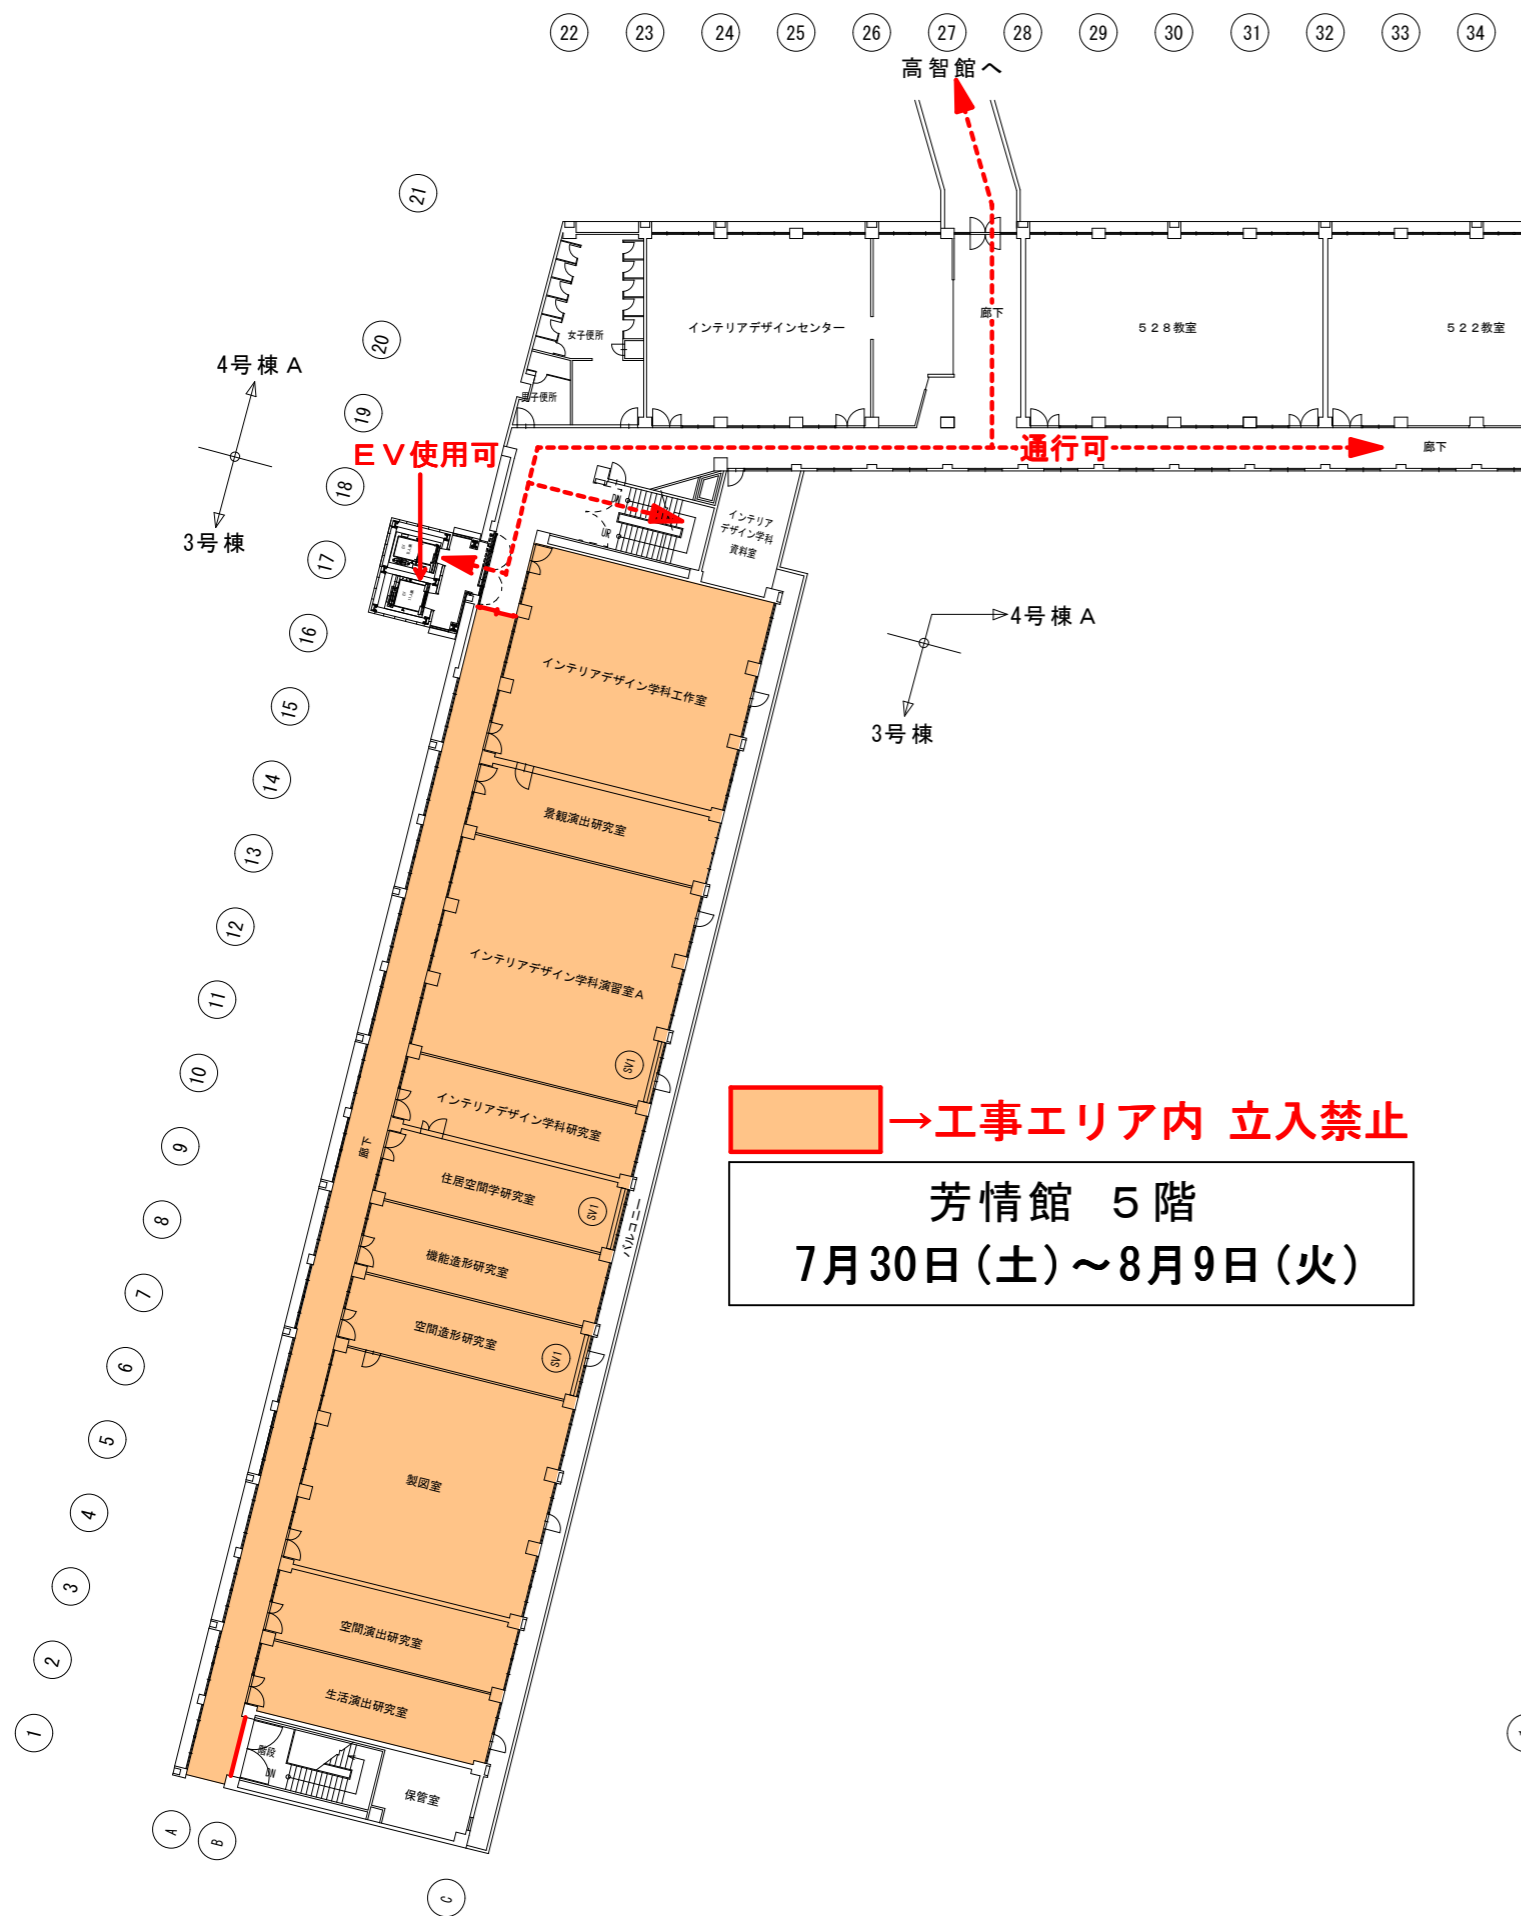 22 23 24 25 26 27 28 29 30 31 32 33 34
高智館へ
21
20
19
18
17
16
15
14
13
12
11
10
9
8
7
6
5
4
3
2
1
4号棟A
3号棟
EV使用可
女子便所
男子便所
インテリアデザインセンター
廊下
528教室
522教室
通行可
廊下
DN
UP
インテリア
デザイン学科
資料室
4号棟A
3号棟
インテリアデザイン学科工作室
景観演出研究室
インテリアデザイン学科演習室A
SV1
インテリアデザイン学科研究室
廊下
住居空間学研究室
SV1
バルコニー
機能造形研究室
空間造形研究室
SV1
製図室
空間演出研究室
生活演出研究室
階段
DN
保管室
A
B
C
→工事エリア内 立入禁止
芳情館 5階
7月30日(土)~8月9日(火)